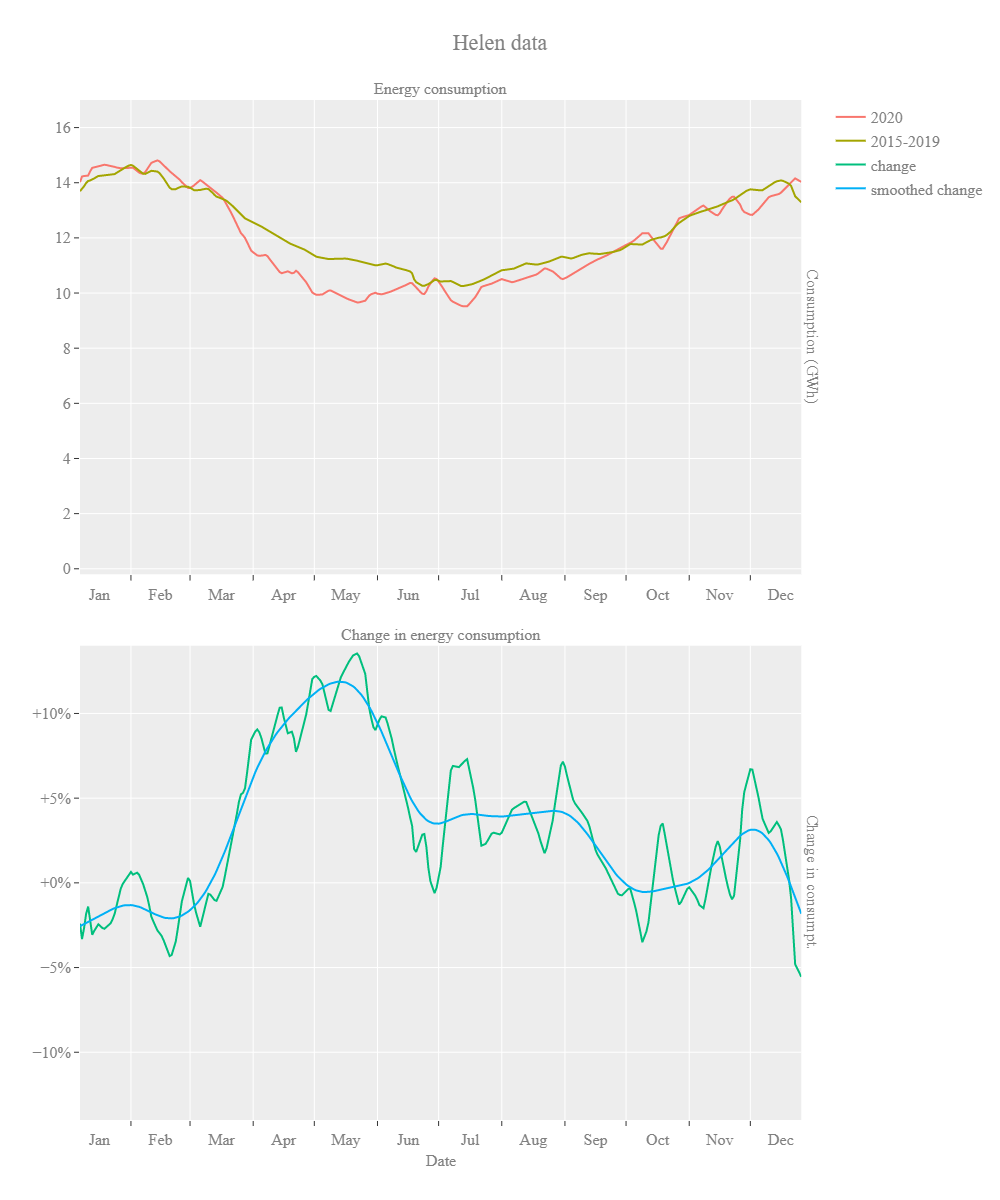 Helen data
Energy consumption
2020
2015-2019
change
smoothed change
16
14
12
10
8
6
4
2
0
Consumption (GWh)
Jan Feb Mar Apr May Jun Jul Aug Sep Oct Nov Dec
Change in energy consumption
+10%
+5%
+0%
−5%
−10%
Change in consumpt.
Jan Feb Mar Apr May Jun Jul Aug Sep Oct Nov Dec
Date